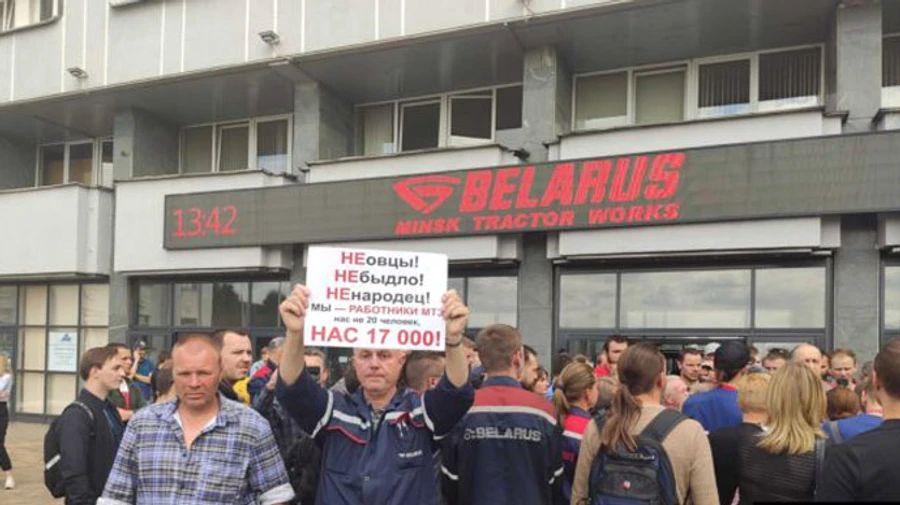 13:42
BELARUS
MINSK TRACTOR WORKS
НЕовцы!
НЕбыдло!
НЕнародец!
МЫ — РАБОТНИКИ МТЗ
нас не 20 человек,
НАС 17 000!
BELARUS